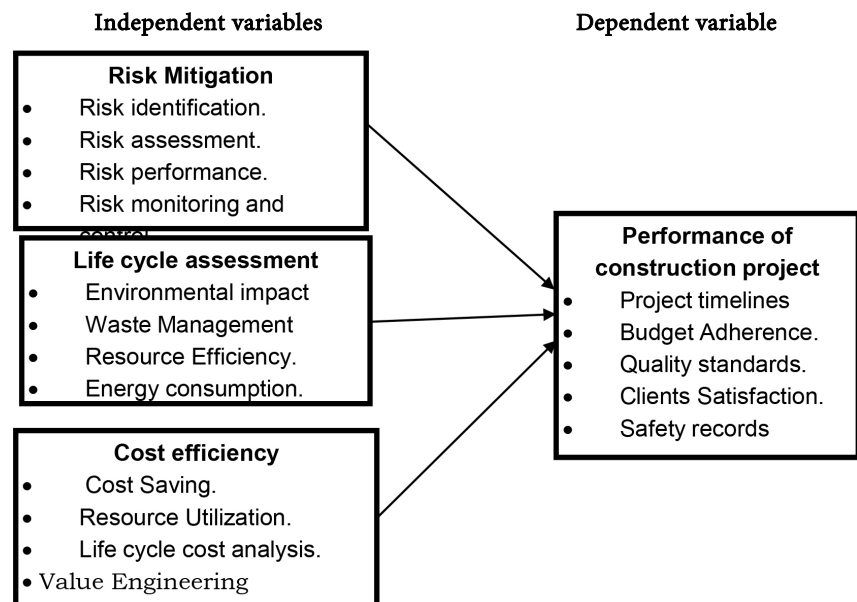 Independent variables
Dependent variable
Risk Mitigation
• Risk identification.
• Risk assessment.
• Risk performance.
• Risk monitoring and
control
Life cycle assessment
• Environmental impact
• Waste Management
• Resource Efficiency.
• Energy consumption.
Cost efficiency
• Cost Saving.
• Resource Utilization.
• Life cycle cost analysis.
• Value Engineering
Performance of
construction project
• Project timelines
• Budget Adherence.
• Quality standards.
• Clients Satisfaction.
• Safety records